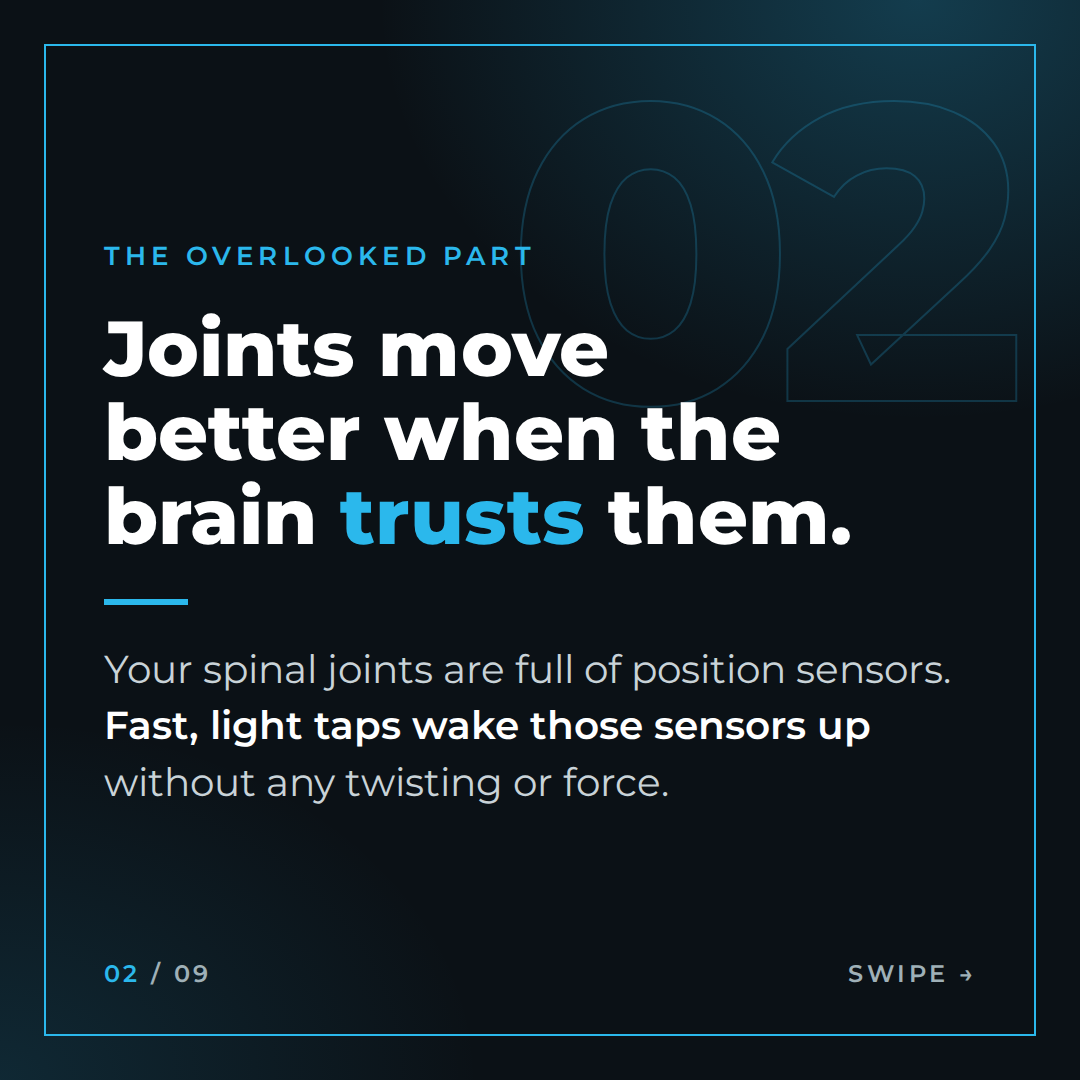 02
THE OVERLOOKED PART
Joints move
better when the
brain trusts them.
Your spinal joints are full of position sensors.
Fast, light taps wake those sensors up
without any twisting or force.
02 / 09
SWIPE →